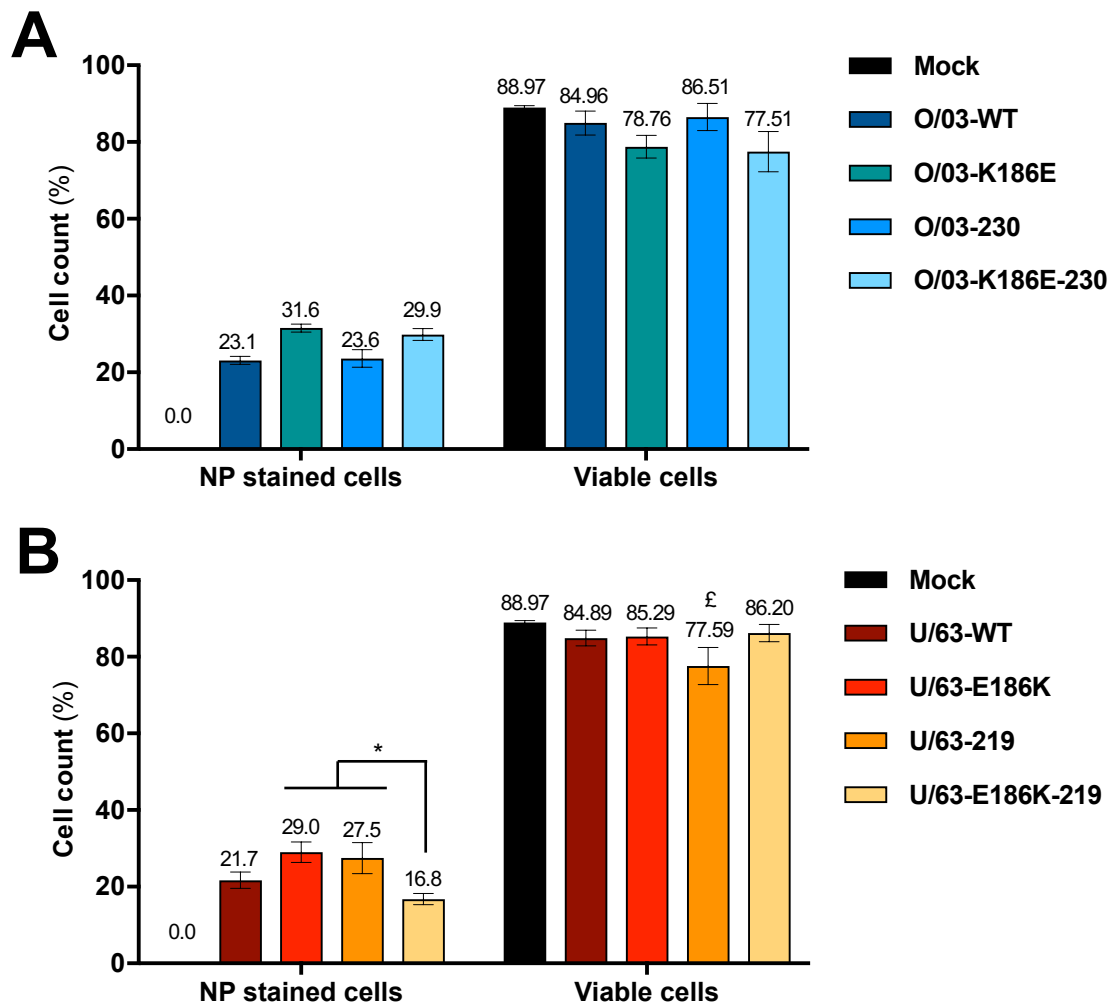 A
Cell count (%)
100
80
60
40
20
0
0.0
23.1
31.6
23.6
29.9
88.97
84.96
78.76
86.51
77.51
NP stained cells
Viable cells
Mock
O/03-WT
O/03-K186E
O/03-230
O/03-K186E-230
B
Cell count (%)
100
80
60
40
20
0
0.0
21.7
29.0
27.5
16.8
*
88.97
84.89
85.29
£
77.59
86.20
NP stained cells
Viable cells
Mock
U/63-WT
U/63-E186K
U/63-219
U/63-E186K-219